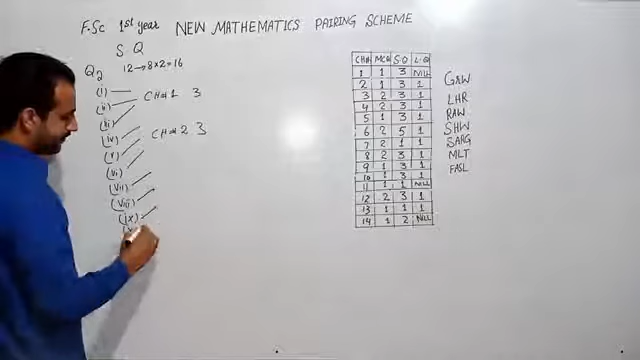 F.Sc 1st year NEW MATHEMATICS PAIRING SCHEME
S Q
Q2 12→8×2=16
(i)
(ii) CH#1 3
(iii)
(iv) CH#2 3
(v)
(vi)
(vii)
(viii)
(ix)
CH# MCQ S.Q L.Q
1 1 3 NILL
2 1 3 1
3 2 3 1
4 2 3 1
5 1 3 1
6 2 5 1
7 2 1 1
8 2 3 1
9 1 3 1
10 1 3 1
11 1 1 NILL
12 2 3 1
13 1 1 1
14 1 2 NILL
GRW
LHR
RAW
SHW
SARG
MLT
FASL